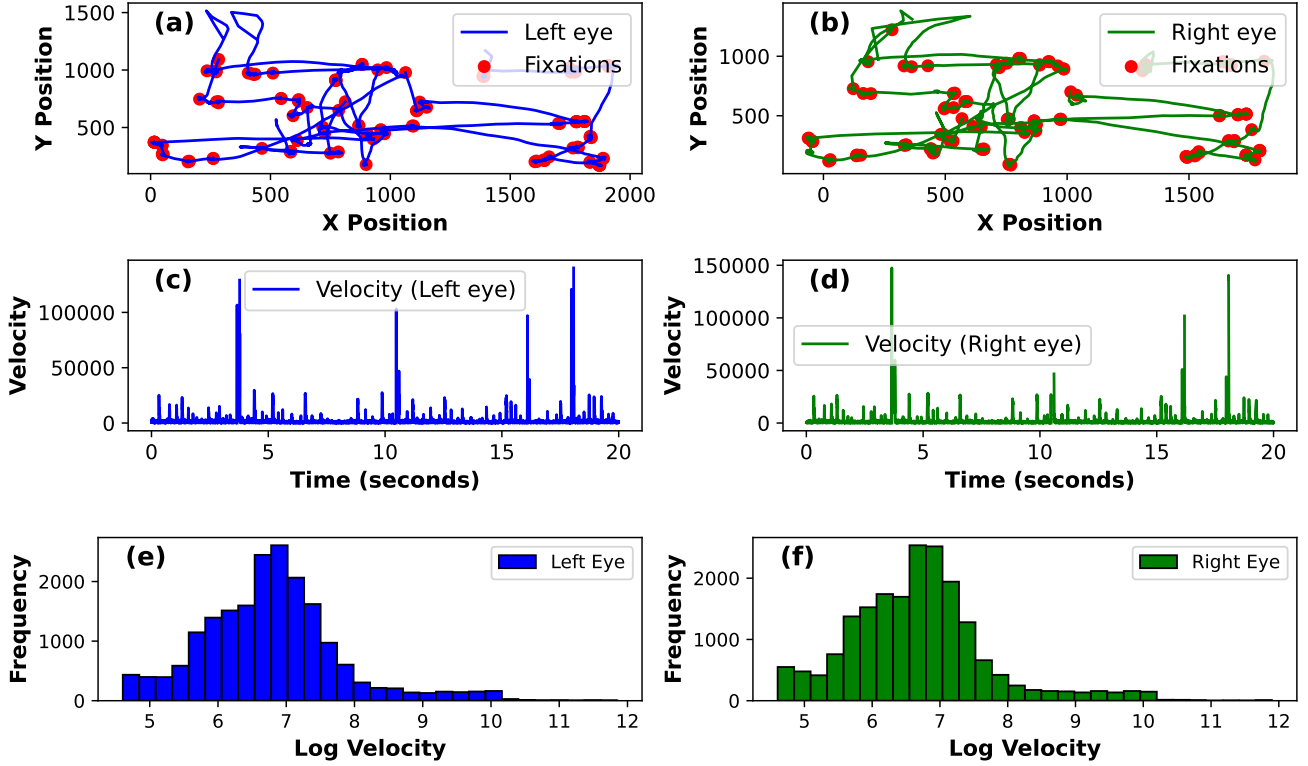 (a)
Left eye
Fixations
Y Position
1500
1000
500
0
500
1000
1500
2000
X Position
(b)
Right eye
Fixations
Y Position
1000
500
0
500
1000
1500
X Position
(c)
Velocity (Left eye)
Velocity
100000
50000
0
0
5
10
15
20
Time (seconds)
(d)
Velocity (Right eye)
Velocity
150000
100000
50000
0
0
5
10
15
20
Time (seconds)
(e)
Left Eye
Frequency
2000
1000
0
5
6
7
8
9
10
11
12
Log Velocity
(f)
Right Eye
Frequency
2000
1000
0
5
6
7
8
9
10
11
12
Log Velocity